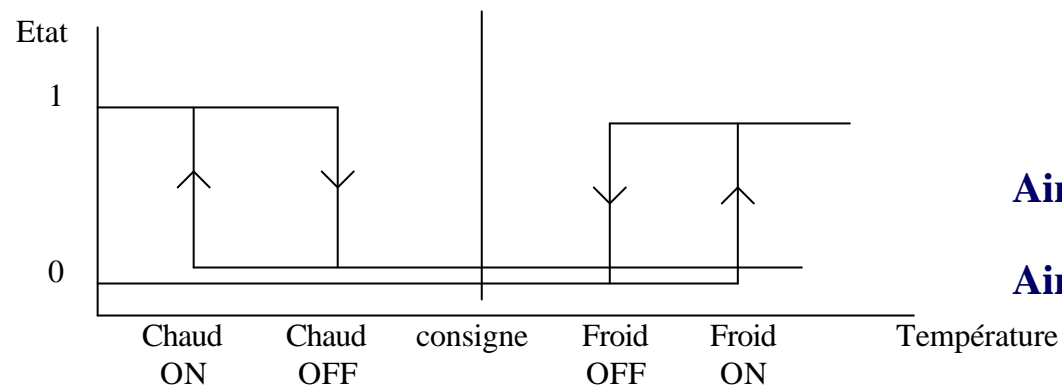 Etat
1
0
Chaud
ON
Chaud
OFF
consigne
Froid
OFF
Froid
ON
Température